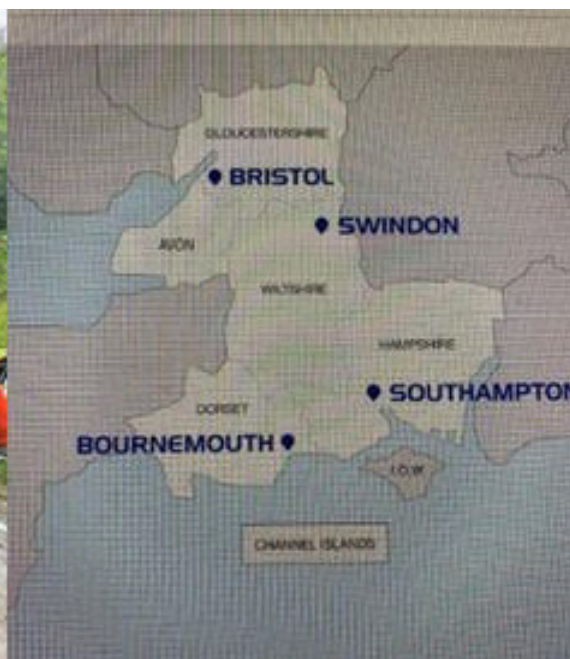 GLOUCESTERSHIRE
BRISTOL
SWINDON
AVON
WILTSHIRE
HAMPSHIRE
SOUTHAMPTON
DORSET
BOURNEMOUTH
I.O.W
CHANNEL ISLANDS